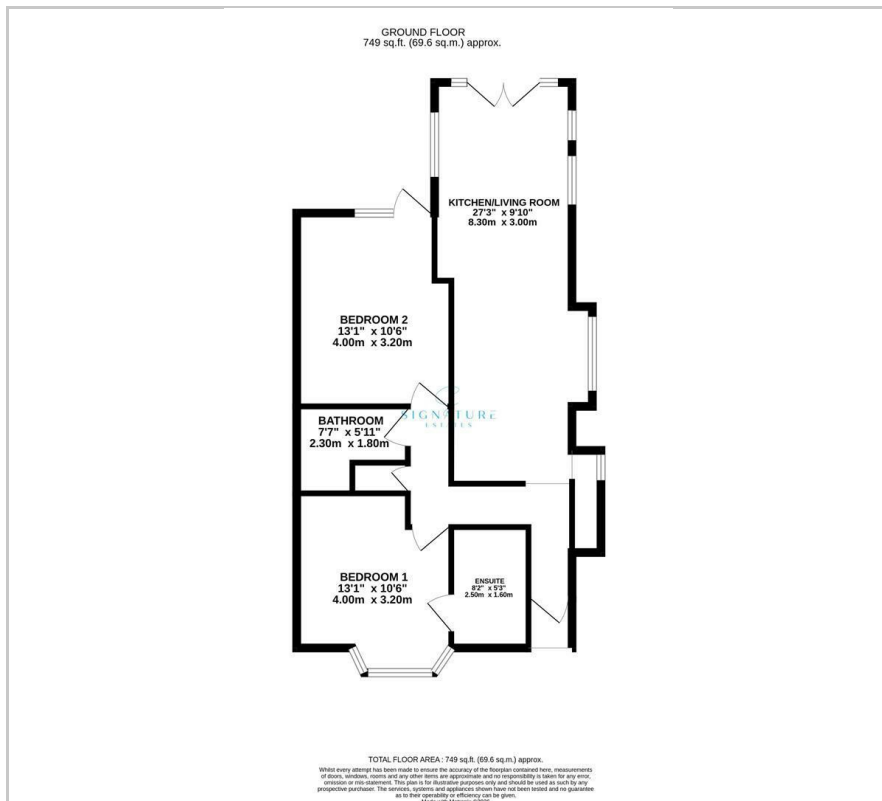 GROUND FLOOR
749 sq.ft. (69.6 sq.m.) approx.
KITCHEN/LIVING ROOM
27'3" x 9'10"
8.30m x 3.00m
BEDROOM 2
13'1" x 10'6"
4.00m x 3.20m
SIGNATURE
ESTATES
BATHROOM
7'7" x 5'11"
2.30m x 1.80m
BEDROOM 1
13'1" x 10'6"
4.00m x 3.20m
ENSUITE
8'2" x 5'3"
2.50m x 1.60m
TOTAL FLOOR AREA : 749 sq.ft. (69.6 sq.m.) approx.
Whilst every attempt has been made to ensure the accuracy of the floorplan contained here, measurements
of doors, windows, rooms and any other items are approximate and no responsibility is taken for any error,
omission or mis-statement. This plan is for illustrative purposes only and should be used as such by any
prospective purchaser. The services, systems and appliances shown have not been tested and no guarantee
as to their operability or efficiency can be given.
Made with Metropix